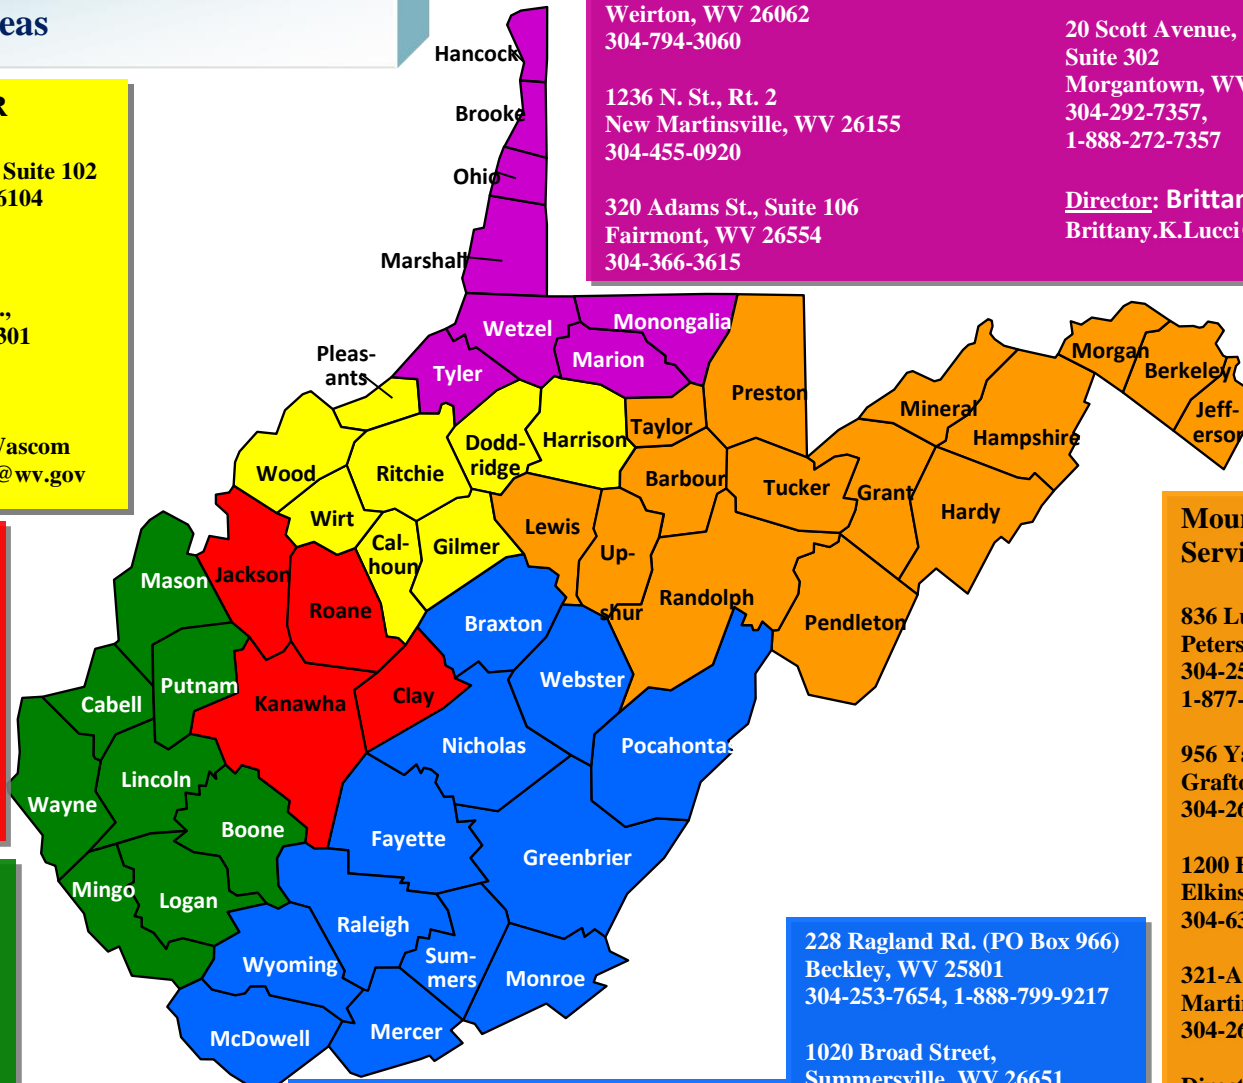 eas
R
Suite 102
6104
.,
301
Vascom
@wv.gov
Weirton, WV 26062
304-794-3060
1236 N. St., Rt. 2
New Martinsville, WV 26155
304-455-0920
320 Adams St., Suite 106
Fairmont, WV 26554
304-366-3615
20 Scott Avenue,
Suite 302
Morgantown, WV
304-292-7357,
1-888-272-7357
Director: Brittan
Brittany.K.Lucci
Hancock
Brooke
Ohio
Marshall
Wetzel
Monongalia
Marion
Tyler
Pleas-
ants
Preston
Morgan
Berkeley
Jeff-
erson
Mineral
Hampshire
Taylor
Dodd-
ridge
Harrison
Wood
Ritchie
Barbour
Tucker
Grant
Hardy
Wirt
Lewis
Cal-
houn
Gilmer
Up-
shur
Mason
Jackson
Roane
Randolph
Pendleton
Braxton
Webster
Putnam
Cabell
Kanawha
Clay
Nicholas
Pocahontas
Lincoln
Wayne
Boone
Fayette
Greenbrier
Mingo
Logan
Raleigh
Wyoming
Sum-
mers
Monroe
McDowell
Mercer
228 Ragland Rd. (PO Box 966)
Beckley, WV 25801
304-253-7654, 1-888-799-9217
1020 Broad Street,
Summersville, WV 26651
Moun
Servi
836 Lu
Peters
304-25
1-877-
956 Ya
Grafto
304-26
1200 H
Elkins
304-63
321-A
Martin
304-26